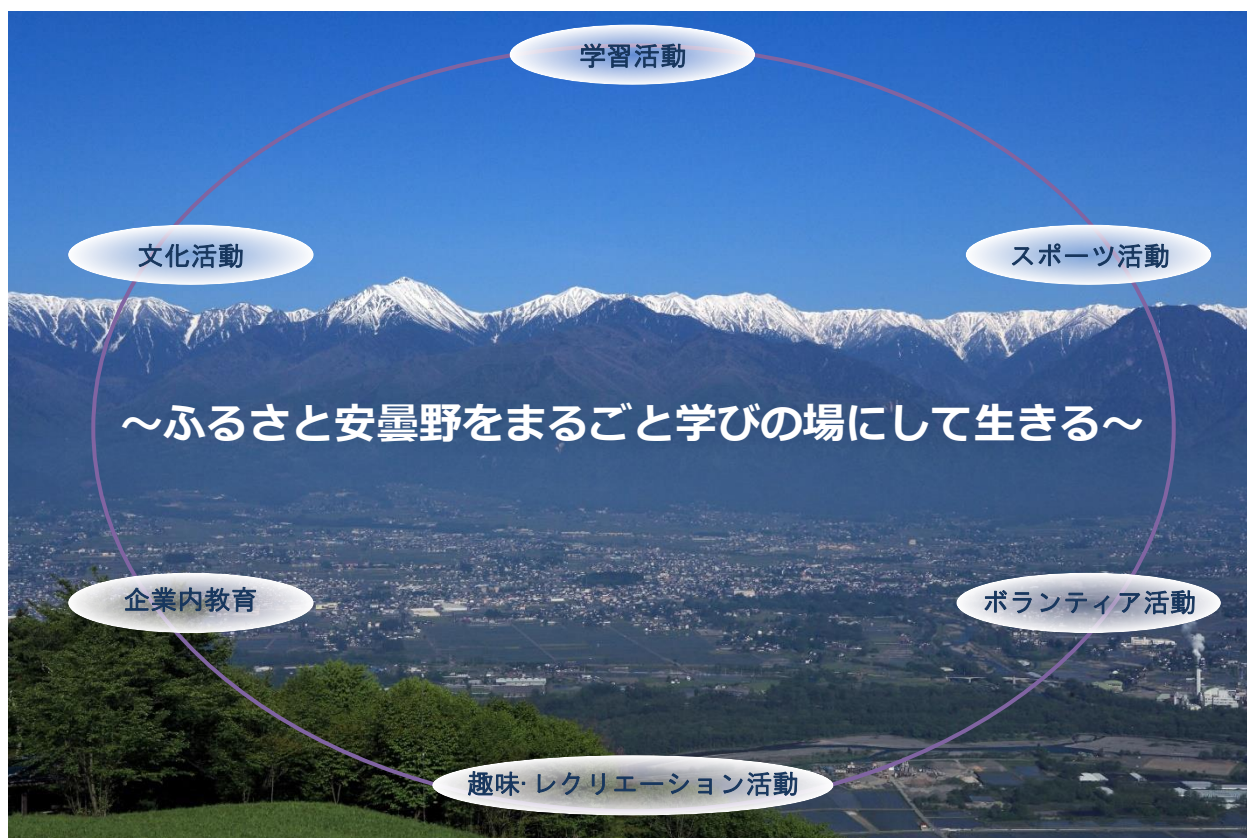 学習活動
文化活動
スポーツ活動
～ふるさと安曇野をまるごと学びの場にして生きる～
企業内教育
ボランティア活動
趣味･レクリエーション活動